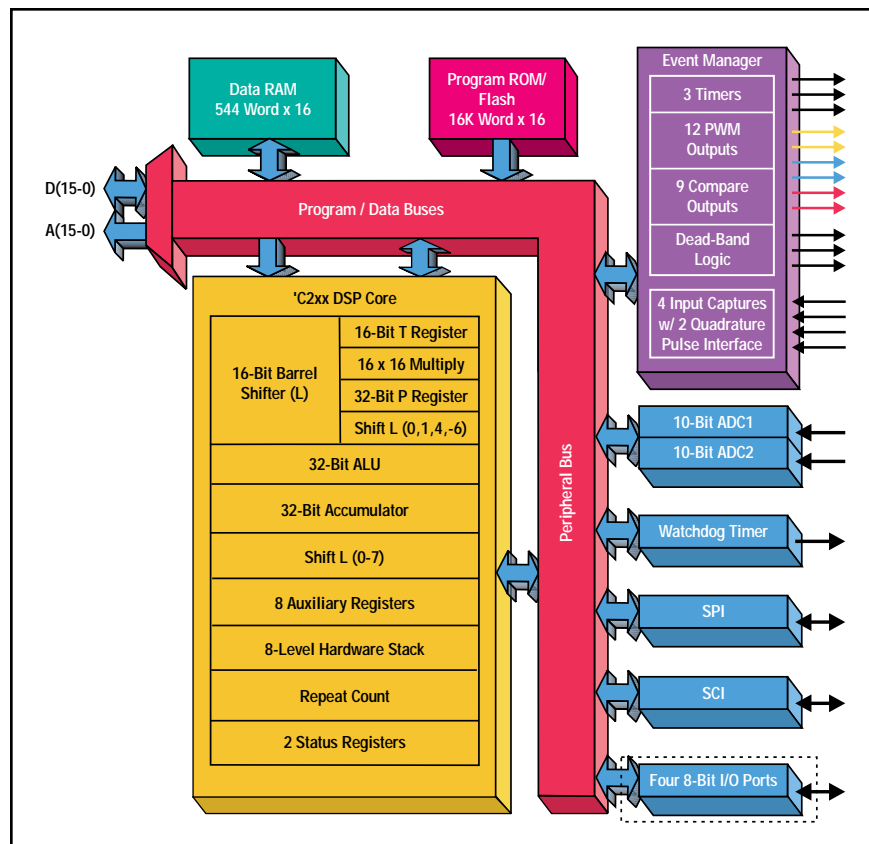 Data RAM
544 Word x 16
Program ROM/
Flash
16K Word x 16
Event Manager
3 Timers
12 PWM
Outputs
9 Compare
Outputs
Dead-Band
Logic
4 Input Captures
w/ 2 Quadrature
Pulse Interface
D(15-0)
A(15-0)
Program / Data Buses
'C2xx DSP Core
16-Bit Barrel
Shifter (L)
16-Bit T Register
16 x 16 Multiply
32-Bit P Register
Shift L (0,1,4,-6)
32-Bit ALU
32-Bit Accumulator
Shift L (0-7)
8 Auxiliary Registers
8-Level Hardware Stack
Repeat Count
2 Status Registers
Peripheral Bus
10-Bit ADC1
10-Bit ADC2
Watchdog Timer
SPI
SCI
Four 8-Bit I/O Ports